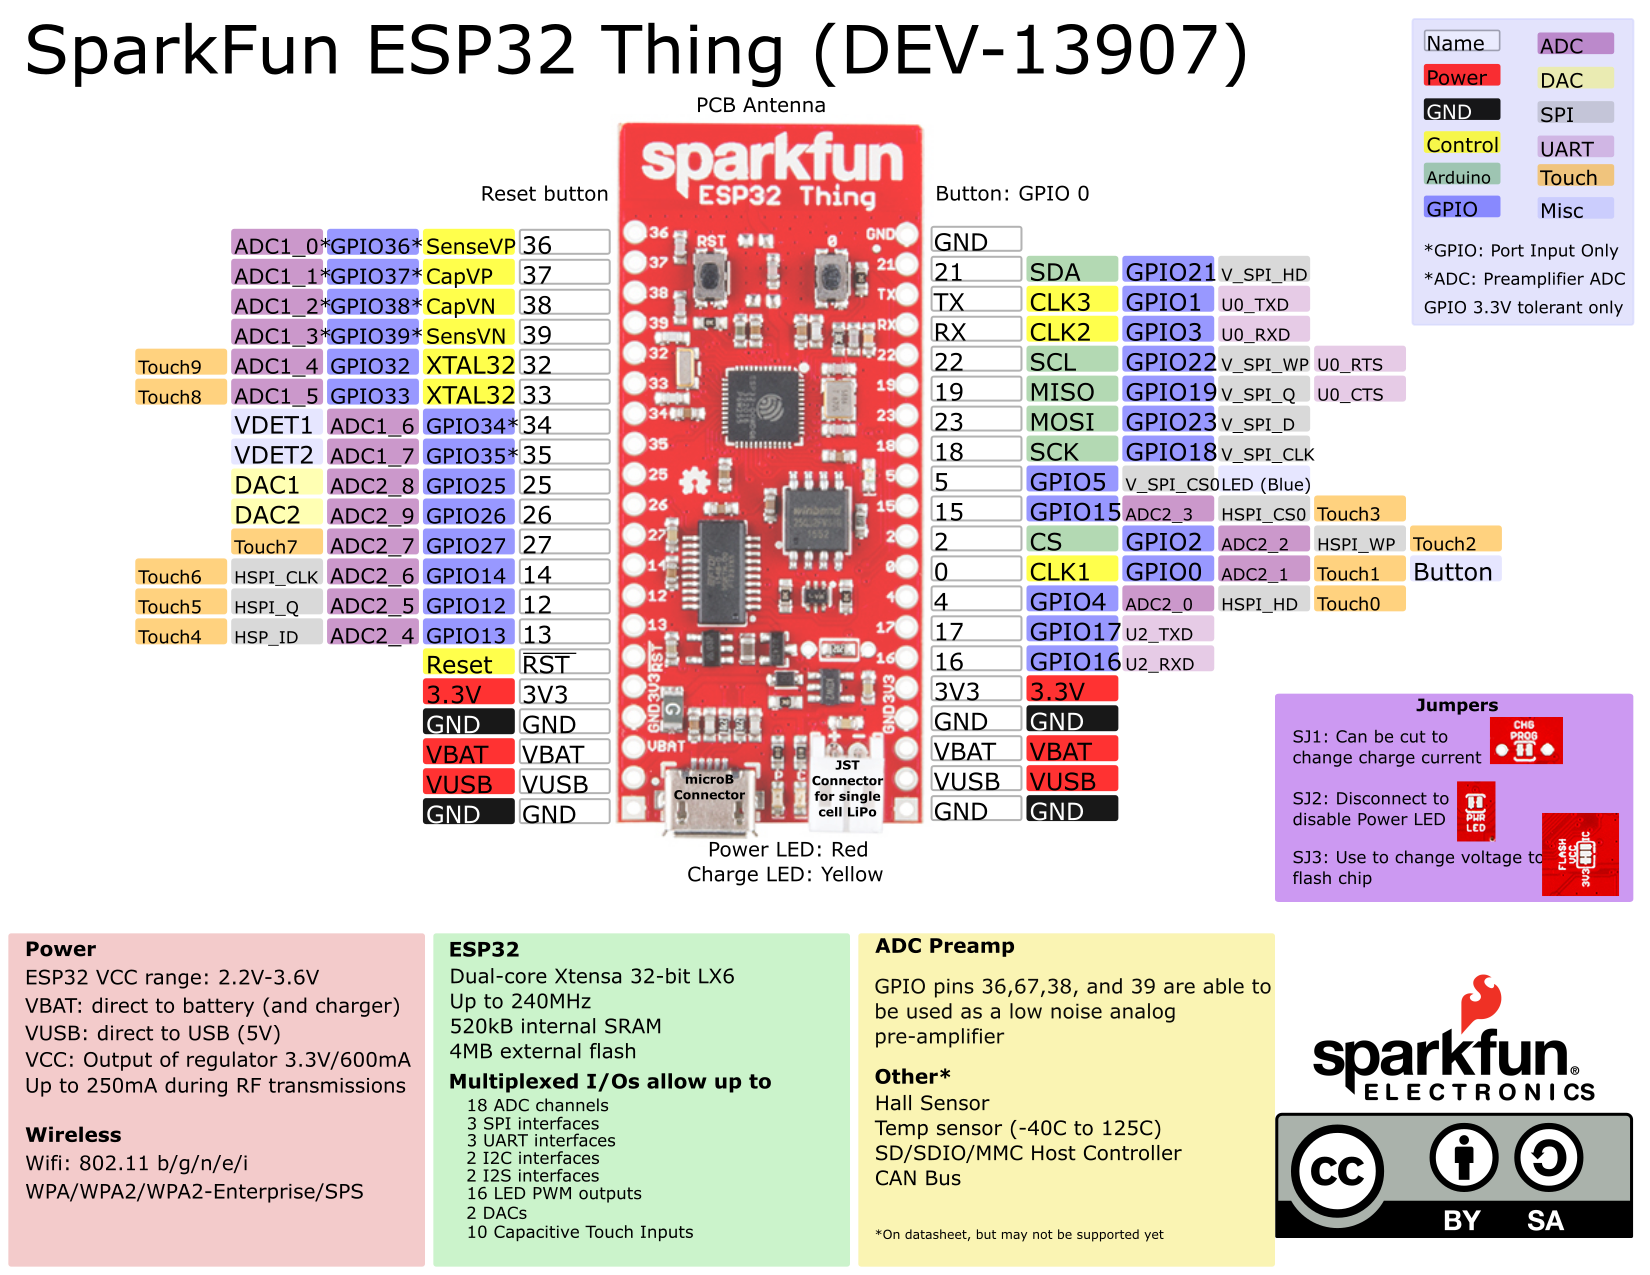 SparkFun ESP32 Thing (DEV-13907)
PCB Antenna
Reset button
Button: GPIO 0
Name ADC
Power DAC
GND SPI
Control UART
Arduino Touch
GPIO Misc
*GPIO: Port Input Only
*ADC: Preamplifier ADC
GPIO 3.3V tolerant only
sparkfun
ESP32 Thing
RST 0
36 GND
37 21
38 TX
39 RX
32 22
33 19
34 23
35 18
25 5
26 15
27 2
14 0
12 4
13 17
RST 16
3V3 3V3
GND GND
VBAT
ADC1_0* GPIO36* SenseVP 36
ADC1_1* GPIO37* CapVP 37
ADC1_2* GPIO38* CapVN 38
ADC1_3* GPIO39* SensVN 39
Touch9 ADC1_4 GPIO32 XTAL32 32
Touch8 ADC1_5 GPIO33 XTAL32 33
VDET1 ADC1_6 GPIO34* 34
VDET2 ADC1_7 GPIO35* 35
DAC1 ADC2_8 GPIO25 25
DAC2 ADC2_9 GPIO26 26
Touch7 ADC2_7 GPIO27 27
Touch6 HSPI_CLK ADC2_6 GPIO14 14
Touch5 HSPI_Q ADC2_5 GPIO12 12
Touch4 HSP_ID ADC2_4 GPIO13 13
Reset RST
3.3V 3V3
GND GND
VBAT VBAT
VUSB VUSB
GND GND
GND
21 SDA GPIO21 V_SPI_HD
TX CLK3 GPIO1 U0_TXD
RX CLK2 GPIO3 U0_RXD
22 SCL GPIO22 V_SPI_WP U0_RTS
19 MISO GPIO19 V_SPI_Q U0_CTS
23 MOSI GPIO23 V_SPI_D
18 SCK GPIO18 V_SPI_CLK
5 GPIO5 V_SPI_CS0 LED (Blue)
15 GPIO15 ADC2_3 HSPI_CS0 Touch3
2 CS GPIO2 ADC2_2 HSPI_WP Touch2
0 CLK1 GPIO0 ADC2_1 Touch1 Button
4 GPIO4 ADC2_0 HSPI_HD Touch0
17 GPIO17 U2_TXD
16 GPIO16 U2_RXD
3V3 3.3V
GND GND
VBAT VBAT
VUSB VUSB
GND GND
microB
Connector
JST
Connector
for single
cell LiPo
Power LED: Red
Charge LED: Yellow
Jumpers
SJ1: Can be cut to
change charge current
CHG
PROG
SJ2: Disconnect to
disable Power LED
PWR
LED
SJ3: Use to change voltage to
flash chip
FLASH
VCC
3V3
Power
ESP32 VCC range: 2.2V-3.6V
VBAT: direct to battery (and charger)
VUSB: direct to USB (5V)
VCC: Output of regulator 3.3V/600mA
Up to 250mA during RF transmissions
Wireless
Wifi: 802.11 b/g/n/e/i
WPA/WPA2/WPA2-Enterprise/SPS
ESP32
Dual-core Xtensa 32-bit LX6
Up to 240MHz
520kB internal SRAM
4MB external flash
Multiplexed I/Os allow up to
18 ADC channels
3 SPI interfaces
3 UART interfaces
2 I2C interfaces
2 I2S interfaces
16 LED PWM outputs
2 DACs
10 Capacitive Touch Inputs
ADC Preamp
GPIO pins 36,67,38, and 39 are able to
be used as a low noise analog
pre-amplifier
Other*
Hall Sensor
Temp sensor (-40C to 125C)
SD/SDIO/MMC Host Controller
CAN Bus
*On datasheet, but may not be supported yet
sparkfun®
ELECTRONICS
cc
BY SA